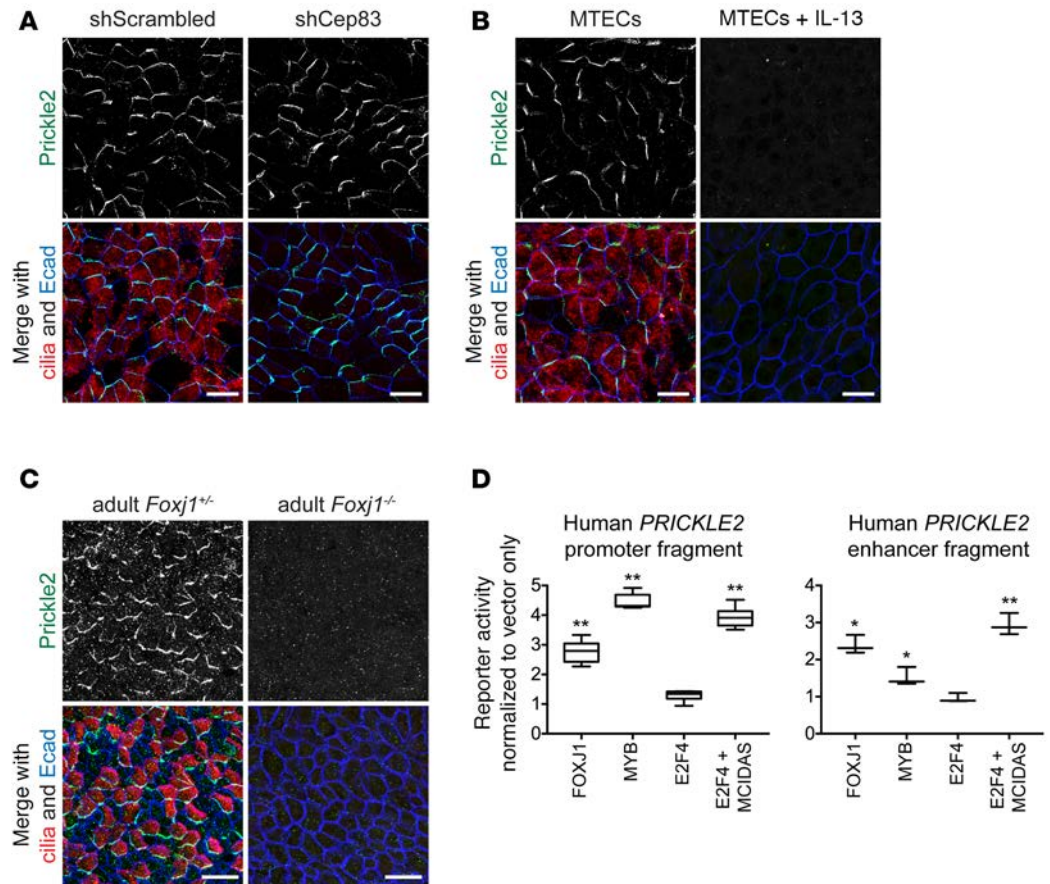 A
shScrambled
shCep83
Prickle2
Merge with
cilia and Ecad
B
MTECs
MTECs + IL-13
Prickle2
Merge with
cilia and Ecad
C
adult Foxj1+/-
adult Foxj1-/-
Prickle2
Merge with
cilia and Ecad
D
Human PRICKLE2
promoter fragment
Reporter activity
normalized to vector only
5
4
3
2
1
0
**
**
**
FOXJ1
MYB
E2F4
E2F4 +
MCIDAS
Human PRICKLE2
enhancer fragment
4
3
2
1
0
*
*
**
FOXJ1
MYB
E2F4
E2F4 +
MCIDAS